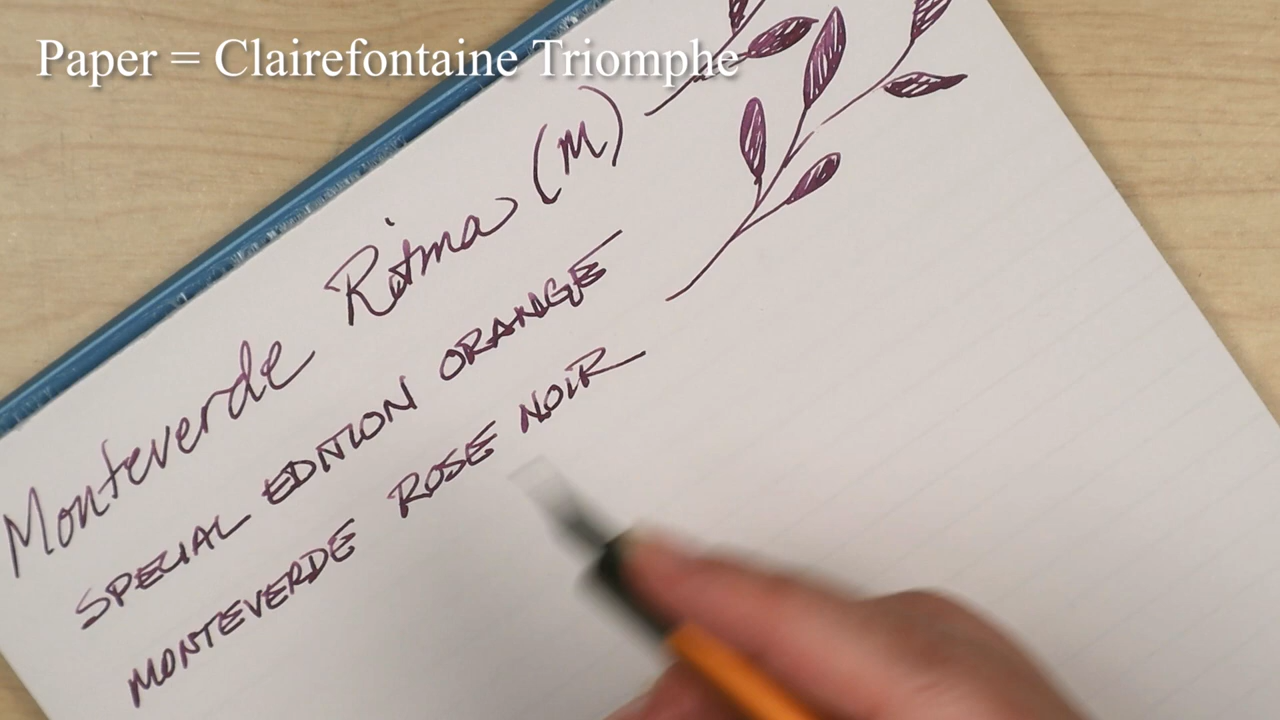 Paper = Clairefontaine Triomphe
Monteverde Ritma (M)
SPECIAL EDITION ORANGE
MONTEVERDE ROSE NOIR